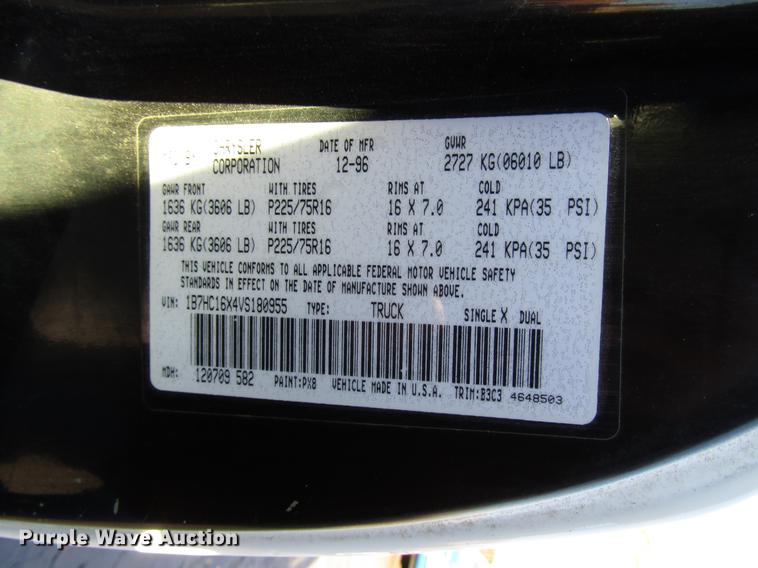 MFD BY CHRYSLER CORPORATION DATE OF MFR 12-96 GVWR 2727 KG(06010 LB)
GAWR FRONT WITH TIRES RIMS AT COLD
1636 KG(3606 LB) P225/75R16 16 X 7.0 241 KPA(35 PSI)
GAWR REAR WITH TIRES RIMS AT COLD
1636 KG(3606 LB) P225/75R16 16 X 7.0 241 KPA(35 PSI)
THIS VEHICLE CONFORMS TO ALL APPLICABLE FEDERAL MOTOR VEHICLE SAFETY
STANDARDS IN EFFECT ON THE DATE OF MANUFACTURE SHOWN ABOVE.
VIN: 1B7HC16X4VS180955 TYPE: TRUCK SINGLE X DUAL
MDH: 120709 582 PAINT:PX8 VEHICLE MADE IN U.S.A. TRIM:B3C3 4648503
Purple Wave Auction